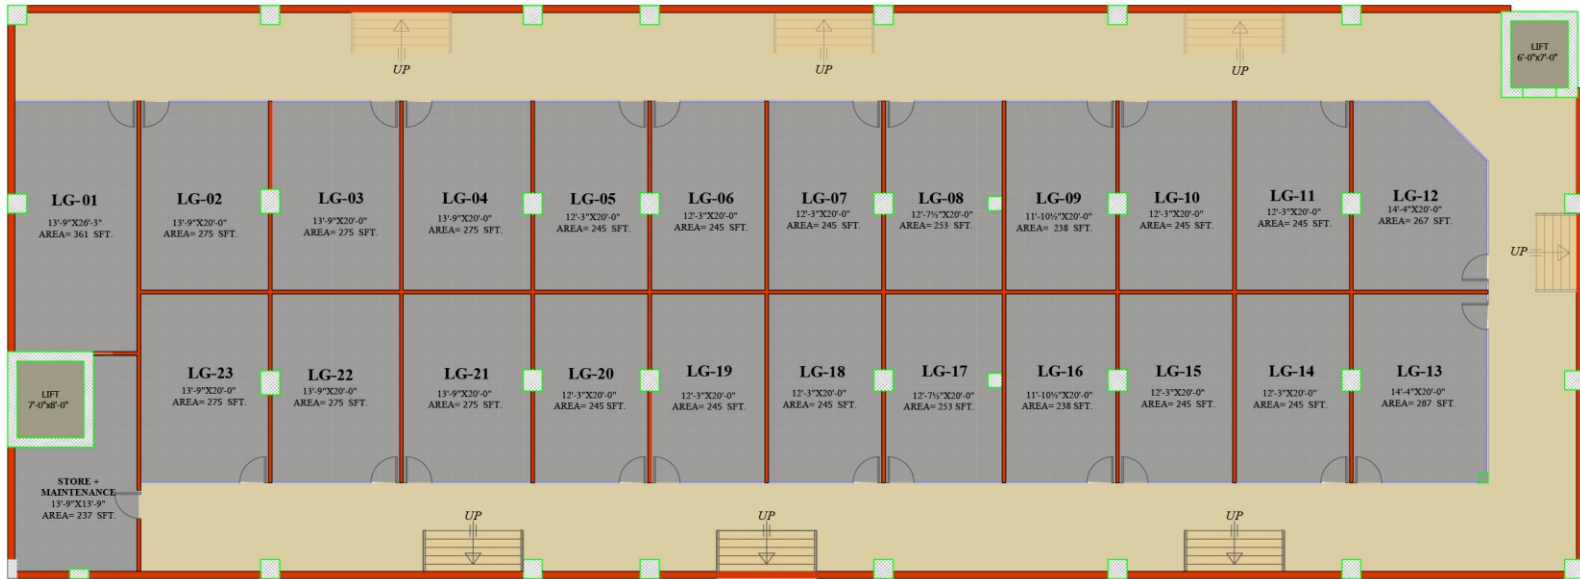 LIFT
6'-0"x7'-0"
UP
UP
UP
LG-01
13'-9"X26'-3"
AREA= 361 SFT.
LG-02
13'-9"X20'-0"
AREA= 275 SFT.
LG-03
13'-9"X20'-0"
AREA= 275 SFT.
LG-04
13'-9"X20'-0"
AREA= 275 SFT.
LG-05
12'-3"X20'-0"
AREA= 245 SFT.
LG-06
12'-3"X20'-0"
AREA= 245 SFT.
LG-07
12'-3"X20'-0"
AREA= 245 SFT.
LG-08
12'-7½"X20'-0"
AREA= 253 SFT.
LG-09
11'-10½"X20'-0"
AREA= 238 SFT.
LG-10
12'-3"X20'-0"
AREA= 245 SFT.
LG-11
12'-3"X20'-0"
AREA= 245 SFT.
LG-12
14'-4"X20'-0"
AREA= 267 SFT.
UP
LG-23
13'-9"X20'-0"
AREA= 275 SFT.
LG-22
13'-9"X20'-0"
AREA= 275 SFT.
LG-21
13'-9"X20'-0"
AREA= 275 SFT.
LG-20
12'-3"X20'-0"
AREA= 245 SFT.
LG-19
12'-3"X20'-0"
AREA= 245 SFT.
LG-18
12'-3"X20'-0"
AREA= 245 SFT.
LG-17
12'-7½"X20'-0"
AREA= 253 SFT.
LG-16
11'-10½"X20'-0"
AREA= 238 SFT.
LG-15
12'-3"X20'-0"
AREA= 245 SFT.
LG-14
12'-3"X20'-0"
AREA= 245 SFT.
LG-13
14'-4"X20'-0"
AREA= 287 SFT.
LIFT
7'-0"x8'-0"
STORE +
MAINTENANCE
13'-9"X13'-9"
AREA= 237 SFT.
UP
UP
UP